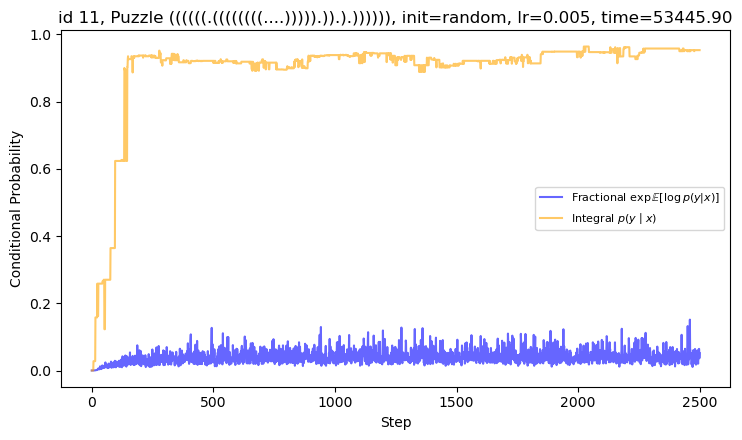 id 11, Puzzle ((((((.((((((((....))))).)).).)))))), init=random, lr=0.005, time=53445.90
1.0
0.8
0.6
0.4
0.2
0.0
Conditional Probability
Fractional exp𝔼[log p(y|x)]
Integral p(y | x)
0
500
1000
1500
2000
2500
Step